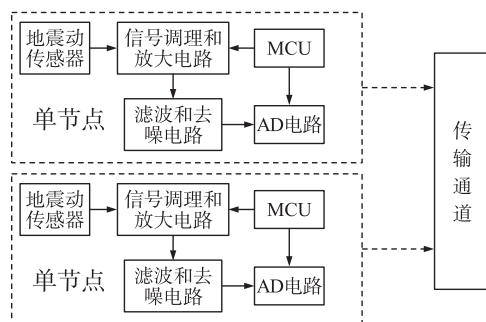 地震动
传感器
信号调理和
放大电路
MCU
单节点
滤波和去
噪电路
AD电路
地震动
传感器
信号调理和
放大电路
MCU
单节点
滤波和去
噪电路
AD电路
传
输
通
道